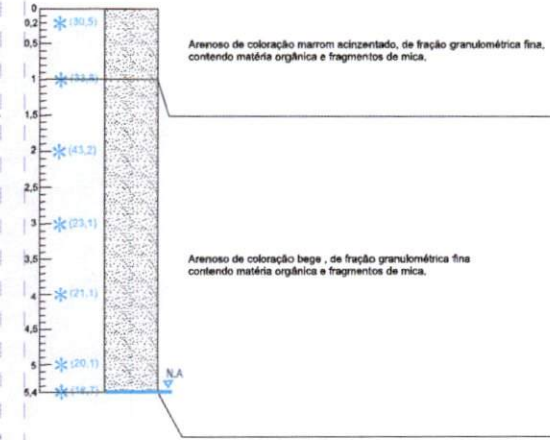 0
0,2 (30,5)
0,5
Arenoso de coloração marrom acinzentado, de fração granulométrica fina,
contendo matéria orgânica e fragmentos de mica.
1
1,5
2 (43,2)
2,5
3 (23,1)
3,5
Arenoso de coloração bege , de fração granulométrica fina
contendo matéria orgânica e fragmentos de mica.
4 (21,1)
4,5
5 (20,1)
N.A
5,4